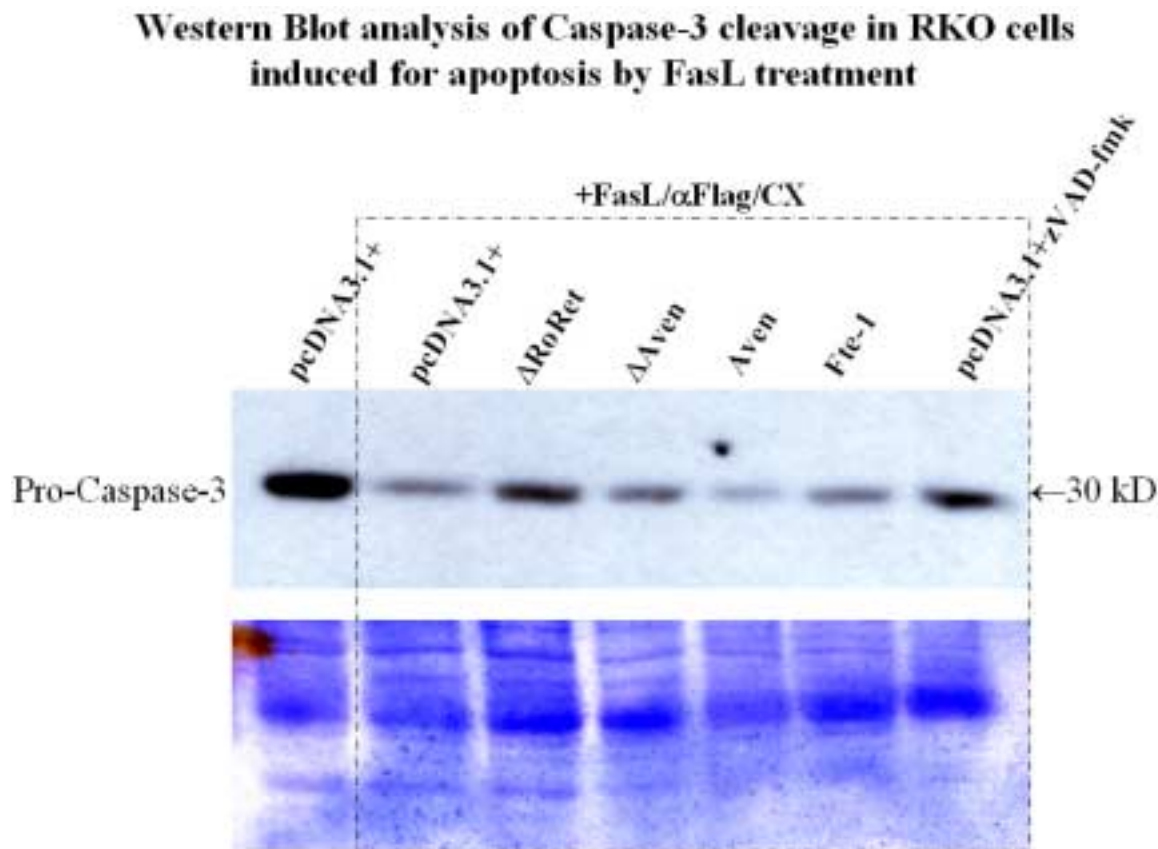 Western Blot analysis of Caspase-3 cleavage in RKO cells
induced for apoptosis by FasL treatment
+FasL/αFlag/CX
pcDNA3.1+
pcDNA3.1+
ΔRoRet
ΔAven
Aven
Fte-1
pcDNA3.1+zVAD-fmk
Pro-Caspase-3
←30 kD